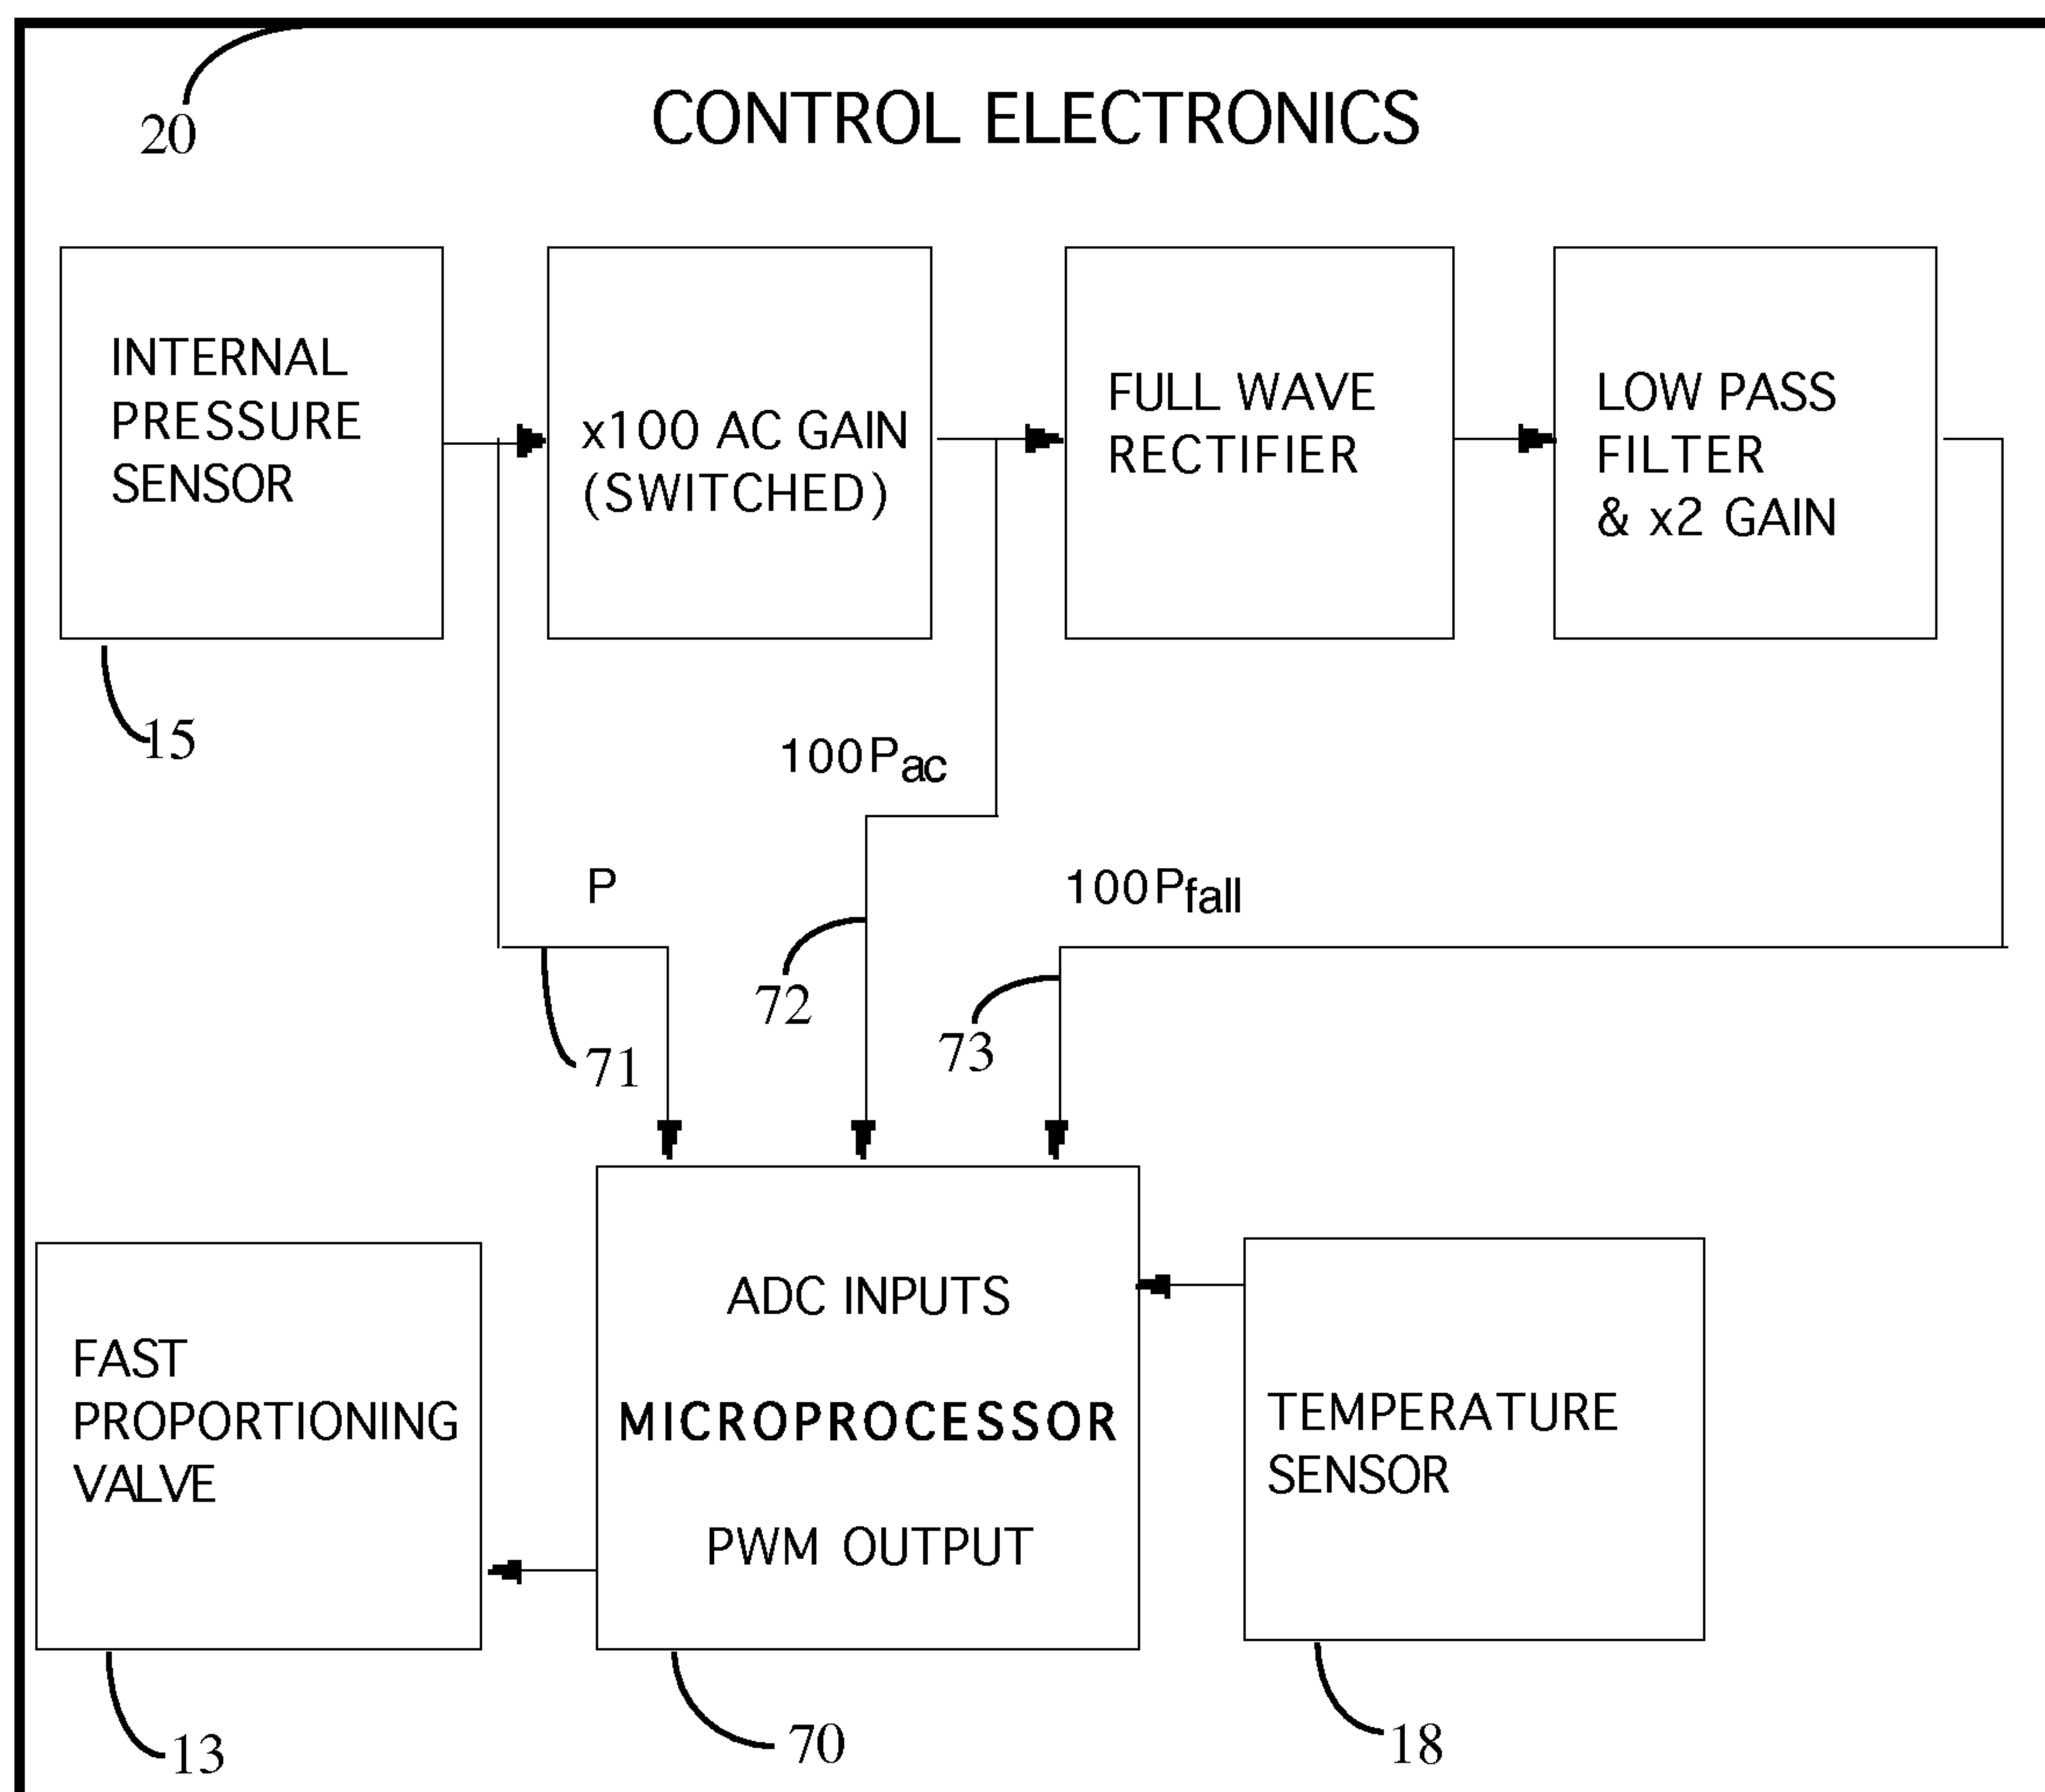 20
CONTROL ELECTRONICS
INTERNAL
PRESSURE
SENSOR
x100 AC GAIN
(SWITCHED)
FULL WAVE
RECTIFIER
LOW PASS
FILTER
& x2 GAIN
15
100Pac
P
100Pfall
72
73
71
FAST
PROPORTIONING
VALVE
ADC INPUTS
MICROPROCESSOR
PWM OUTPUT
TEMPERATURE
SENSOR
13
70
18